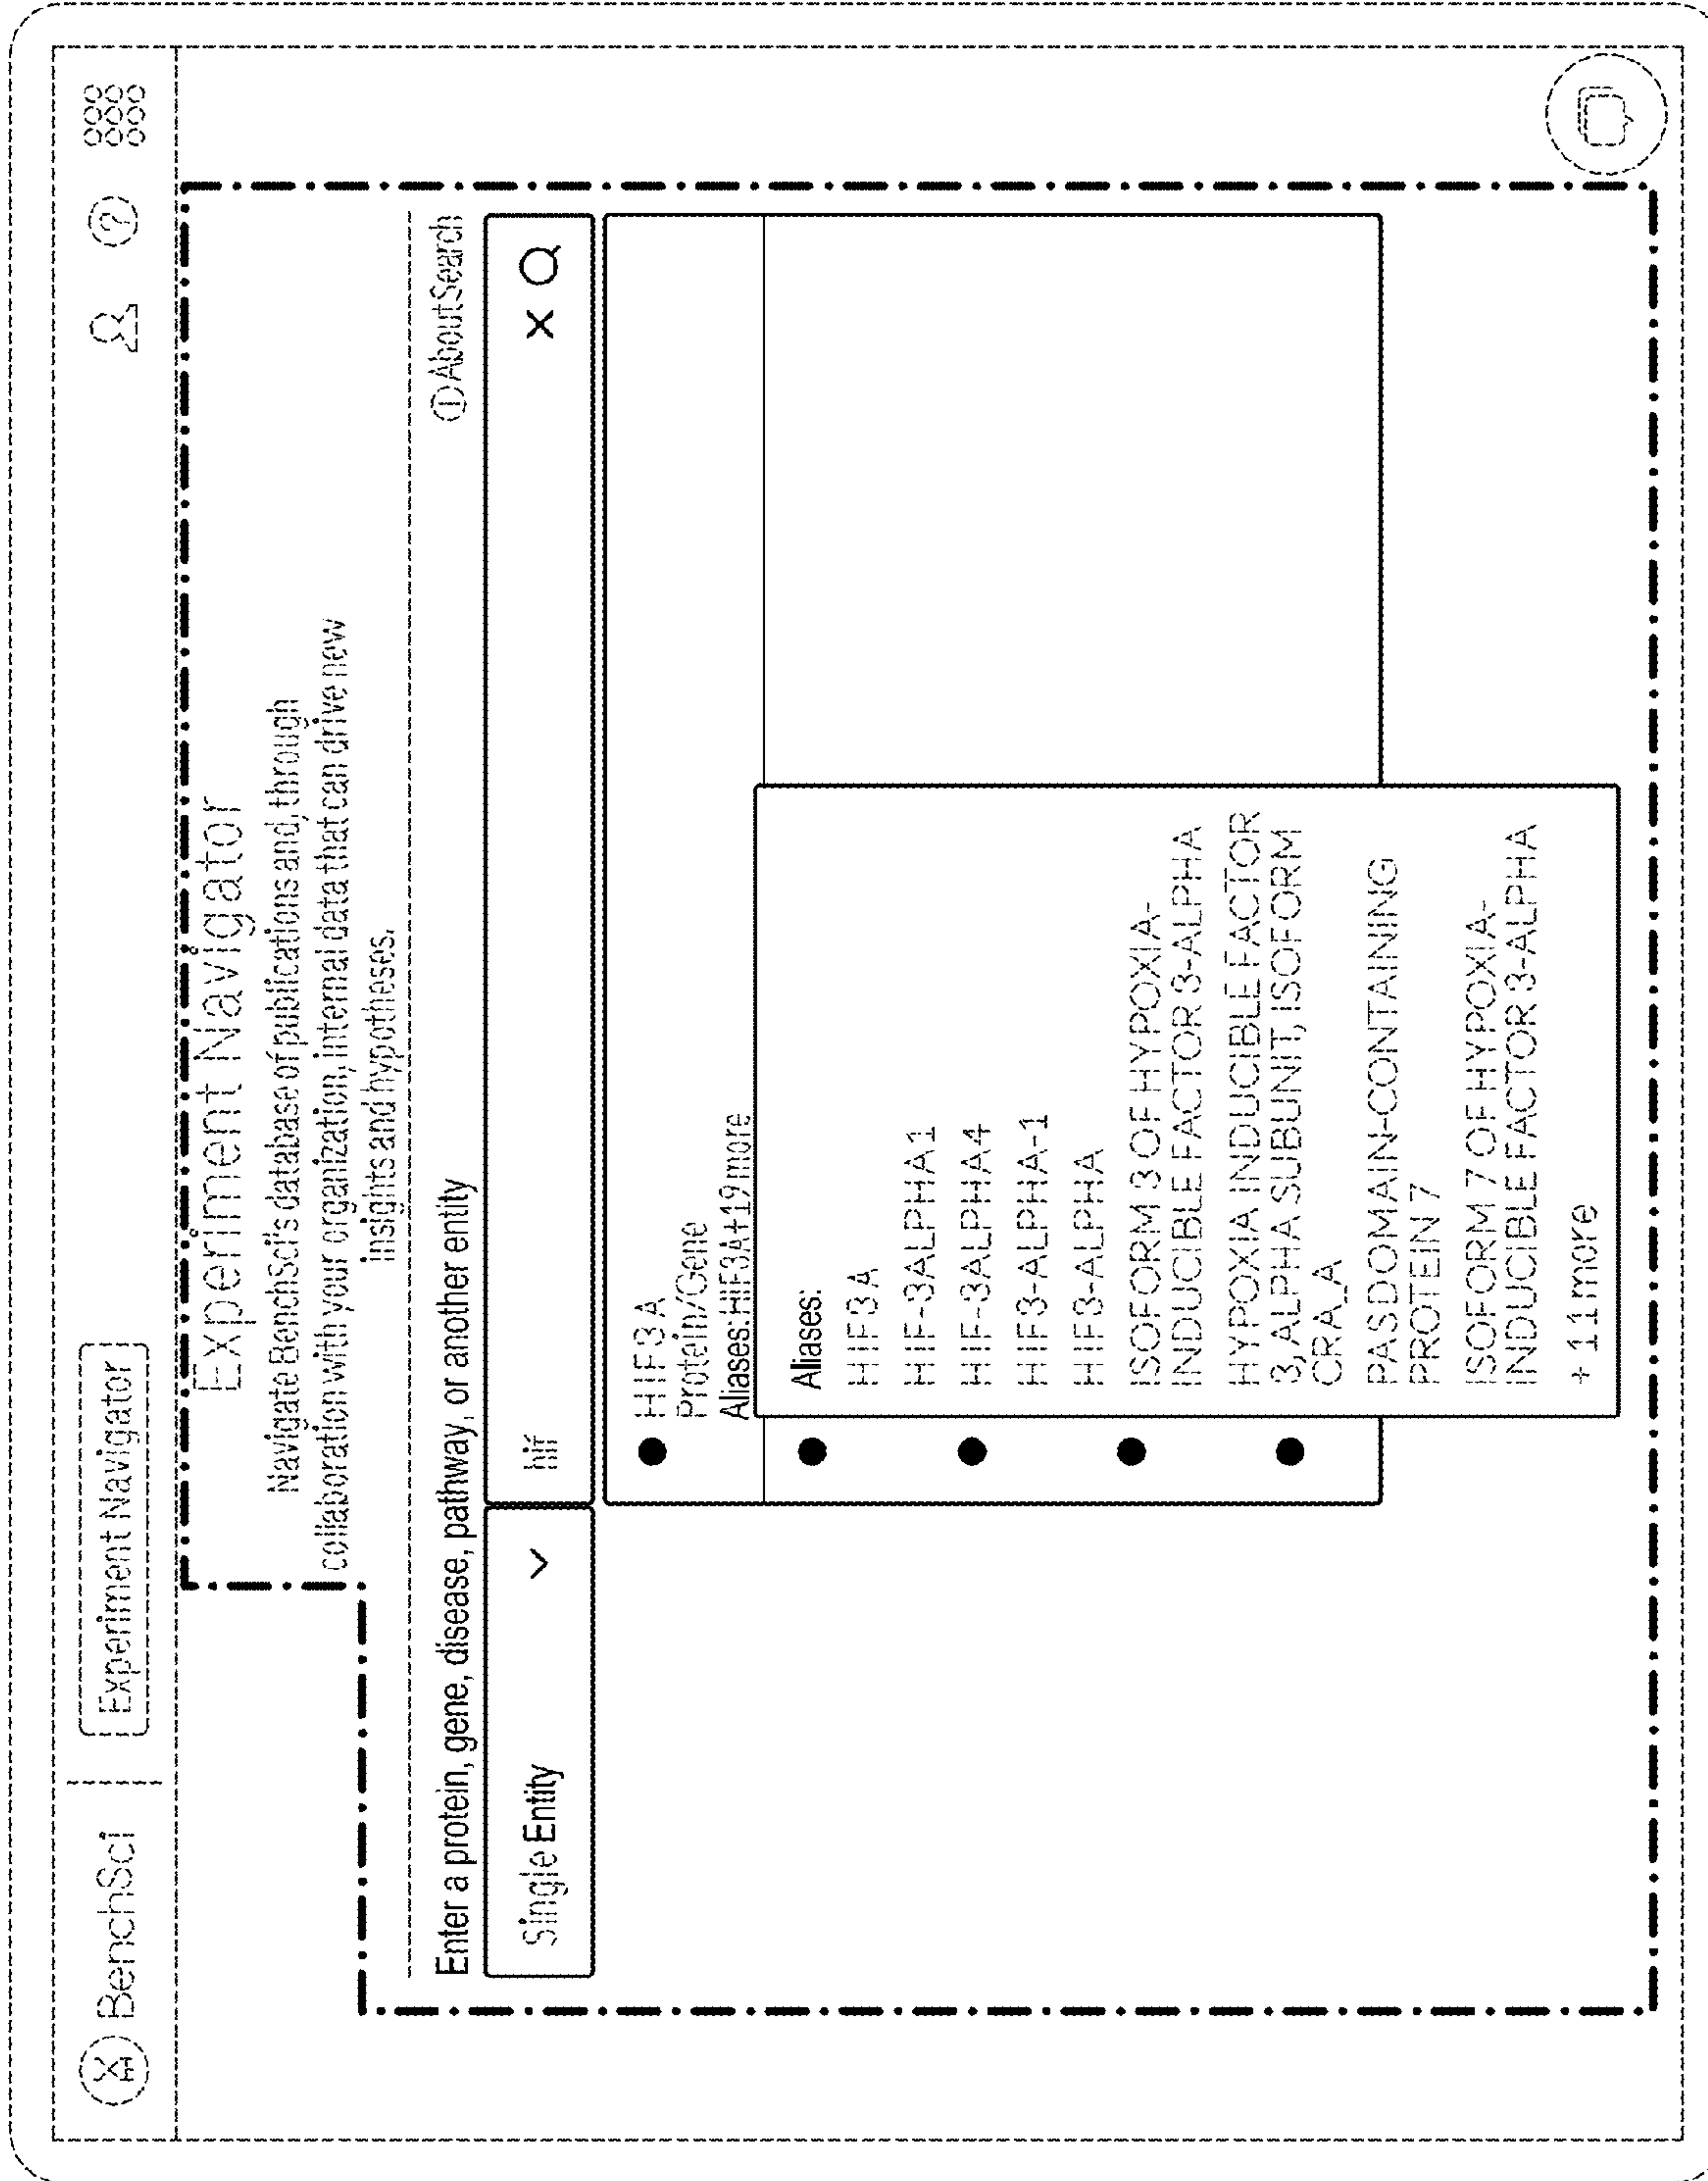 BenchSci
Experiment Navigator
Experiment Navigator
Navigate BenchSci's database of publications and, through
collaboration with your organization, internal data that can drive new
insights and hypotheses.
Enter a protein, gene, disease, pathway, or another entity
About Search
Single Entity
hif
HIF3A
Protein/Gene
Aliases: HIF3A + 19 more
Aliases:
HIF3A
HIF-3ALPHA1
HIF-3ALPHA4
HIF3-ALPHA-1
HIF3-ALPHA
ISOFORM 3 OF HYPOXIA-
INDUCIBLE FACTOR 3-ALPHA
HYPOXIA INDUCIBLE FACTOR
3, ALPHA SUBUNIT, ISOFORM
CRA_A
PASDOMAIN-CONTAINING
PROTEIN 7
ISOFORM 7 OF HYPOXIA-
INDUCIBLE FACTOR 3-ALPHA
+ 11 more